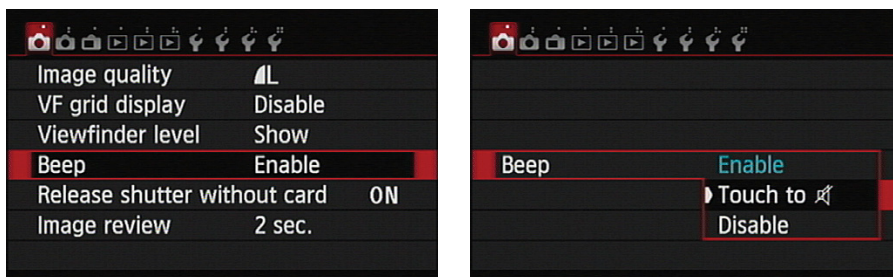 Image quality L
VF grid display Disable
Viewfinder level Show
Beep Enable
Release shutter without card ON
Image review 2 sec.
Beep Enable
Touch to
Disable